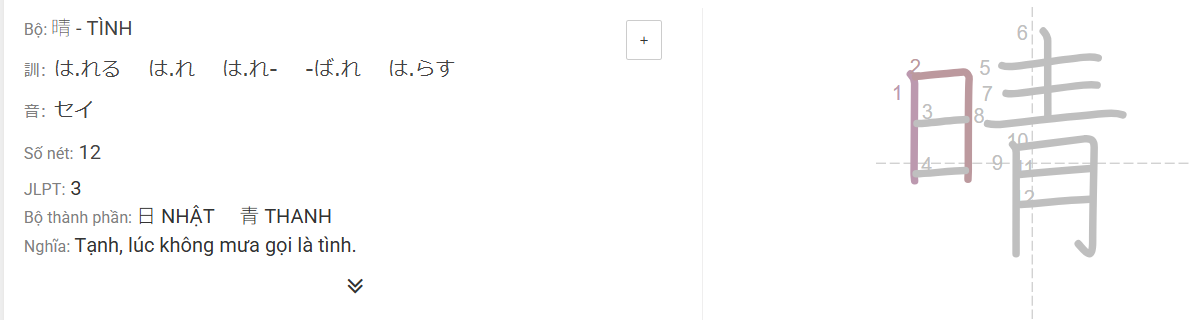 Bộ: 晴 - TÌNH
+
訓: は.れる は.れ は.れ- -ば.れ は.らす
音: セイ
Số nét: 12
JLPT: 3
Bộ thành phần: 日 NHẬT 青 THANH
Nghĩa: Tạnh, lúc không mưa gọi là tình.
晴
1
2
3
4
5
6
7
8
9
10
11
12